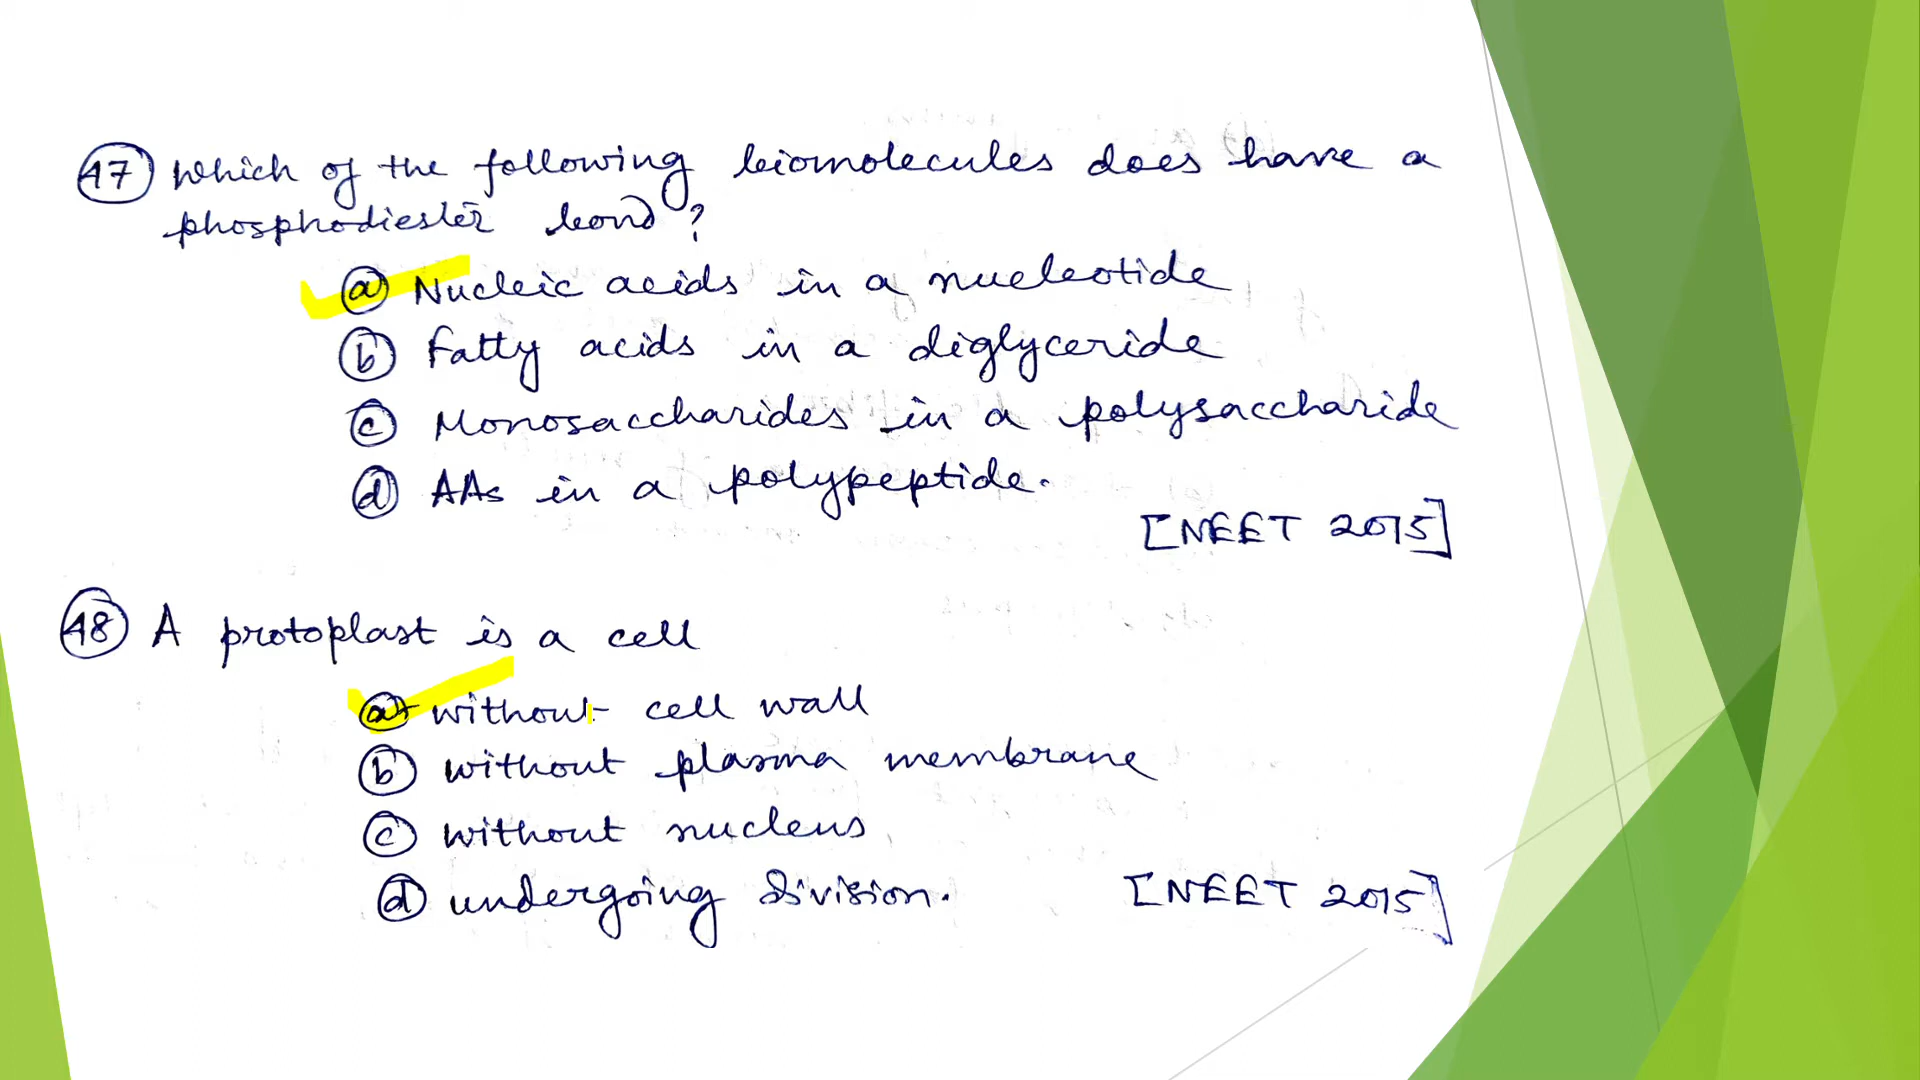 47 Which of the following biomolecules does have a
phosphodiester bond?
a Nucleic acids in a nucleotide
b Fatty acids in a diglyceride
c Monosaccharides in a polysaccharide
d AAs in a polypeptide.
[NEET 2015]
48 A protoplast is a cell
a without cell wall
b without plasma membrane
c without nucleus
d undergoing division.
[NEET 2015]